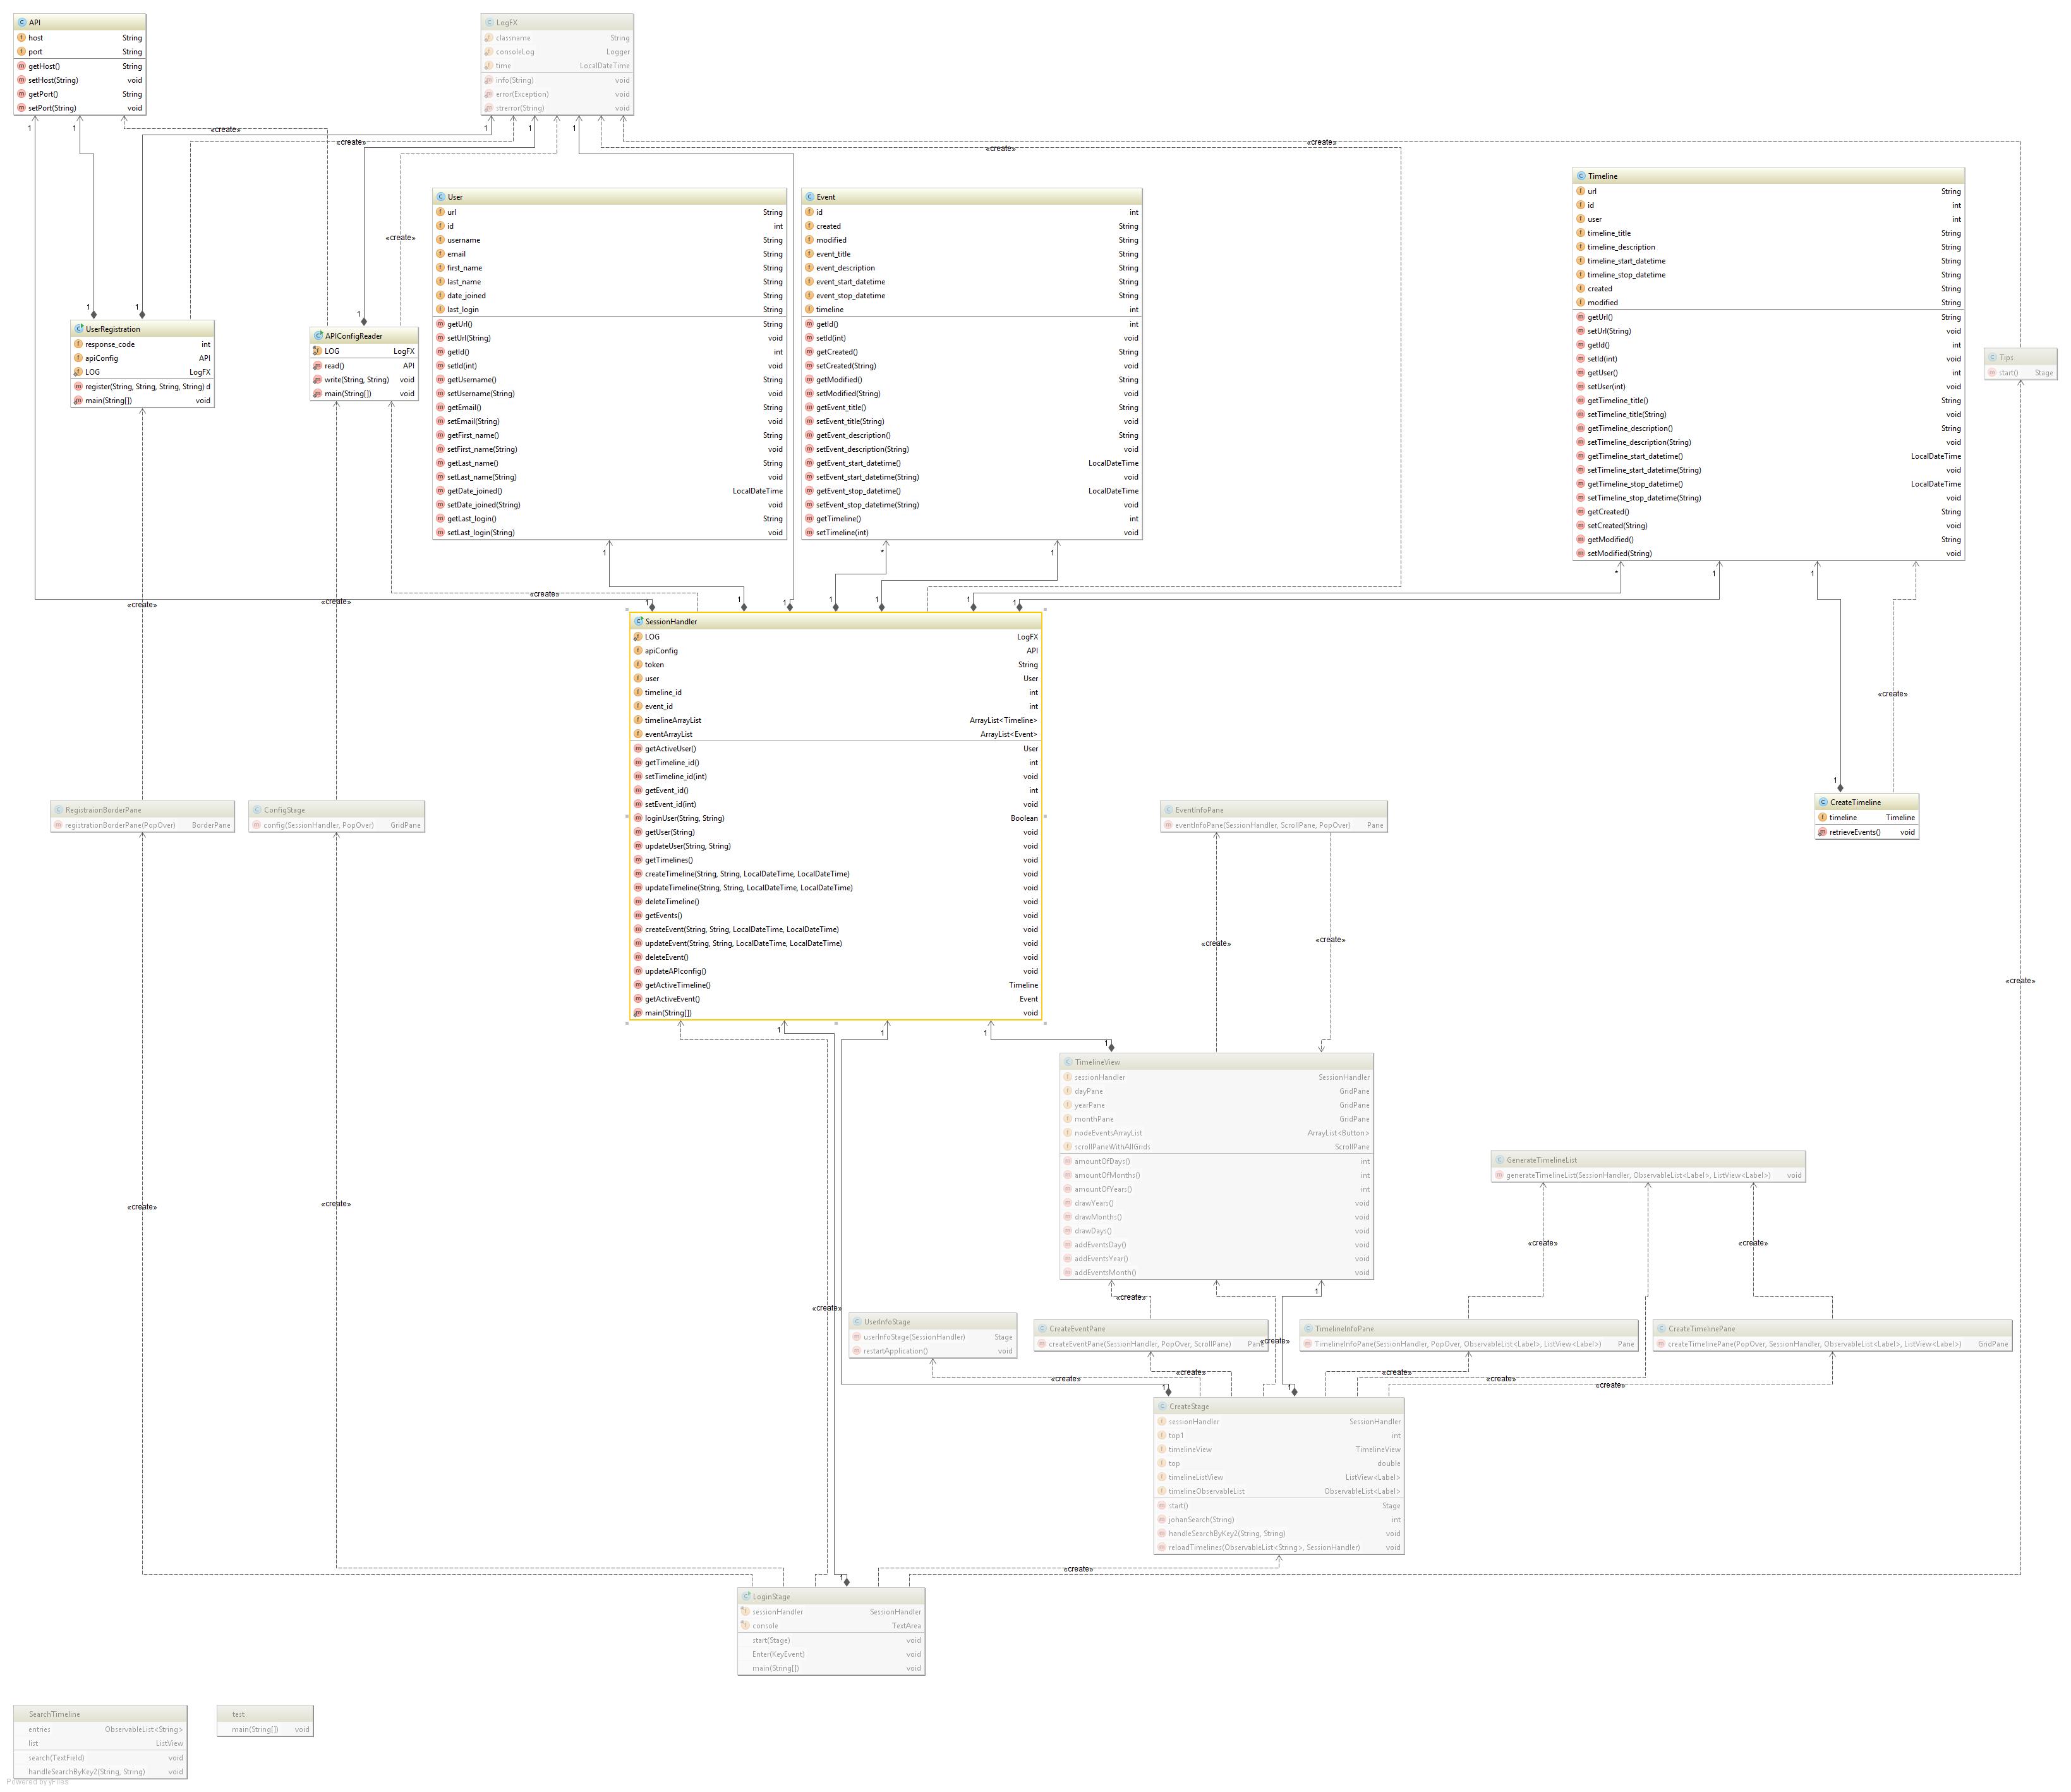 API
host String
port String
getHost() String
setHost(String) void
getPort() String
setPort(String) void
LogFX
classname String
consoleLog Logger
time LocalDateTime
info(String) void
error(Exception) void
strerror(String) void
1
1
«create»
1
«create»
1
1
«create»
«create»
Timeline
url String
id int
user int
timeline_title String
timeline_description String
timeline_start_datetime String
timeline_stop_datetime String
created String
modified String
getUrl() String
setUrl(String) void
getId() int
setId(int) void
getUser() int
setUser(int) void
getTimeline_title() String
setTimeline_title(String) void
getTimeline_description() String
setTimeline_description(String) void
getTimeline_start_datetime() LocalDateTime
setTimeline_start_datetime(String) void
getTimeline_stop_datetime() LocalDateTime
setTimeline_stop_datetime(String) void
getCreated() String
setCreated(String) void
getModified() String
setModified(String) void
User
url String
id int
username String
email String
first_name String
last_name String
date_joined String
last_login String
getUrl() String
setUrl(String) void
getId() int
setId(int) void
getUsername() String
setUsername(String) void
getEmail() String
setEmail(String) void
getFirst_name() String
setFirst_name(String) void
getLast_name() String
setLast_name(String) void
getDate_joined() LocalDateTime
setDate_joined(String) void
getLast_login() String
setLast_login(String) void
Event
id int
created String
modified String
event_title String
event_description String
event_start_datetime String
event_stop_datetime String
timeline int
getId() int
setId(int) void
getCreated() String
setCreated(String) void
getModified() String
setModified(String) void
getEvent_title() String
setEvent_title(String) void
getEvent_description() String
setEvent_description(String) void
getEvent_start_datetime() LocalDateTime
setEvent_start_datetime(String) void
getEvent_stop_datetime() LocalDateTime
setEvent_stop_datetime(String) void
getTimeline() int
setTimeline(int) void
«create»
1
1
1
UserRegistration
response_code int
apiConfig API
LOG LogFX
register(String, String, String, String) d
main(String[]) void
APIConfigReader
LOG LogFX
read() API
write(String, String) void
main(String[]) void
Tips
start() Stage
1
*
1
*
1
1
«create»
«create»
«create»
1
1
1
1
1
1
1
SessionHandler
LOG LogFX
apiConfig API
token String
user User
timeline_id int
event_id int
timelineArrayList ArrayList<Timeline>
eventArrayList ArrayList<Event>
getActiveUser() User
getTimeline_id() int
setTimeline_id(int) void
getEvent_id() int
setEvent_id(int) void
loginUser(String, String) Boolean
getUser(String) void
updateUser(String, String) void
getTimelines() void
createTimeline(String, String, LocalDateTime, LocalDateTime) void
updateTimeline(String, String, LocalDateTime, LocalDateTime) void
deleteTimeline() void
getEvents() void
createEvent(String, String, LocalDateTime, LocalDateTime) void
updateEvent(String, String, LocalDateTime, LocalDateTime) void
deleteEvent() void
updateAPIconfig() void
getActiveTimeline() Timeline
getActiveEvent() Event
main(String[]) void
«create»
1
CreateTimeline
timeline Timeline
retrieveEvents() void
RegistraionBorderPane
registrationBorderPane(PopOver) BorderPane
ConfigStage
config(SessionHandler, PopOver) GridPane
EventInfoPane
eventInfoPane(SessionHandler, ScrollPane, PopOver) Pane
«create»
«create»
«create»
1
1
1
1
TimelineView
sessionHandler SessionHandler
dayPane GridPane
yearPane GridPane
monthPane GridPane
nodeEventsArrayList ArrayList<Button>
scrollPaneWithAllGrids ScrollPane
amountOfDays() int
amountOfMonths() int
amountOfYears() int
drawYears() void
drawMonths() void
drawDays() void
addEventsDay() void
addEventsYear() void
addEventsMonth() void
GenerateTimelineList
generateTimelineList(SessionHandler, ObservableList<Label>, ListView<Label>) void
«create»
«create»
«create»
«create»
«create»
1
«create»
UserInfoStage
userInfoStage(SessionHandler) Stage
restartApplication() void
CreateEventPane
createEventPane(SessionHandler, PopOver, ScrollPane) Pane
«create»
TimelineInfoPane
TimelineInfoPane(SessionHandler, PopOver, ObservableList<Label>, ListView<Label>) Pane
CreateTimelinePane
createTimelinePane(PopOver, SessionHandler, ObservableList<Label>, ListView<Label>) GridPane
«create»
«create»
«create»
«create»
«create»
1
1
CreateStage
sessionHandler SessionHandler
top1 int
timelineView TimelineView
top double
timelineListView ListView<Label>
timelineObservableList ObservableList<Label>
start() Stage
johanSearch(String) int
handleSearchByKey2(String, String) void
reloadTimelines(ObservableList<String>, SessionHandler) void
«create»
1
LoginStage
sessionHandler SessionHandler
console TextArea
start(Stage) void
Enter(KeyEvent) void
main(String[]) void
SearchTimeline
entries ObservableList<String>
list ListView
search(TextField) void
handleSearchByKey2(String, String) void
test
main(String[]) void
Powered by yFiles